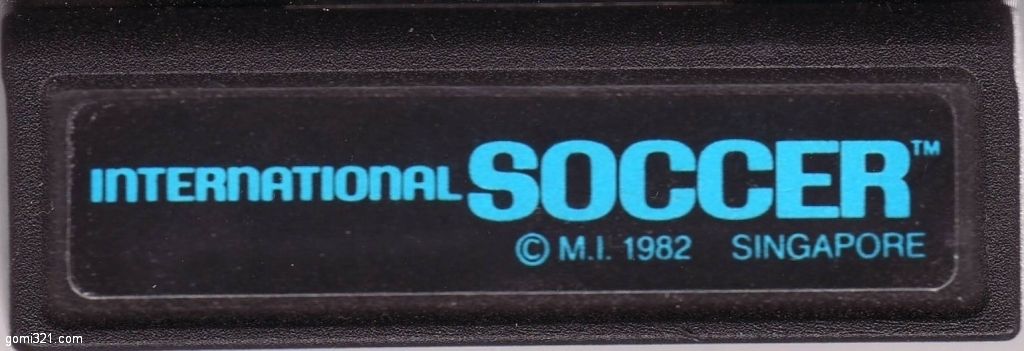 INTERNATIONAL SOCCER™
© M.I. 1982 SINGAPORE
gomi321.com